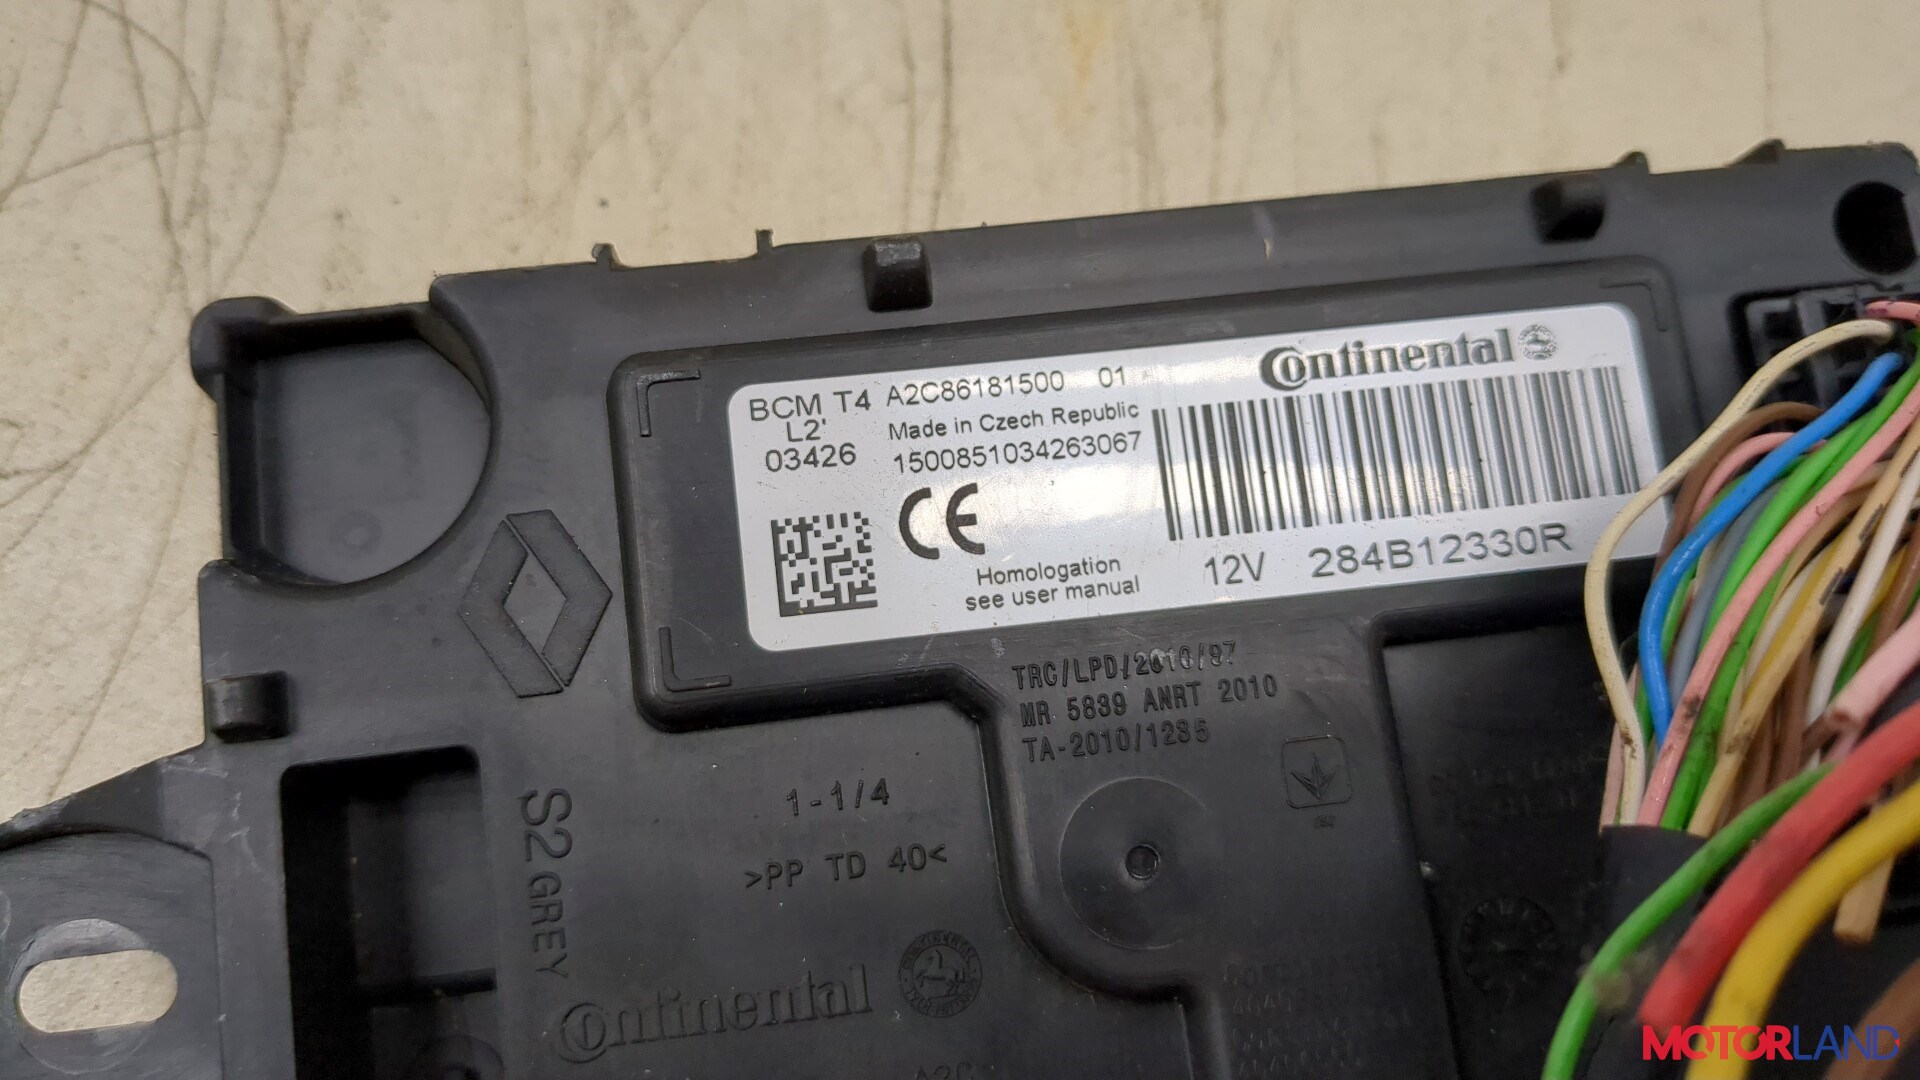 BCM T4 A2C86181500 01
Continental
L2'
Made in Czech Republic
03426 1500851034263067
CE
Homologation
see user manual
12V 284B12330R
TRC/LPD/2010/97
MR 5839 ANRT 2010
TA-2010/1285
1-1/4
>PP TD 40<
S2 GREY
Continental
A2C
MOTORLAND